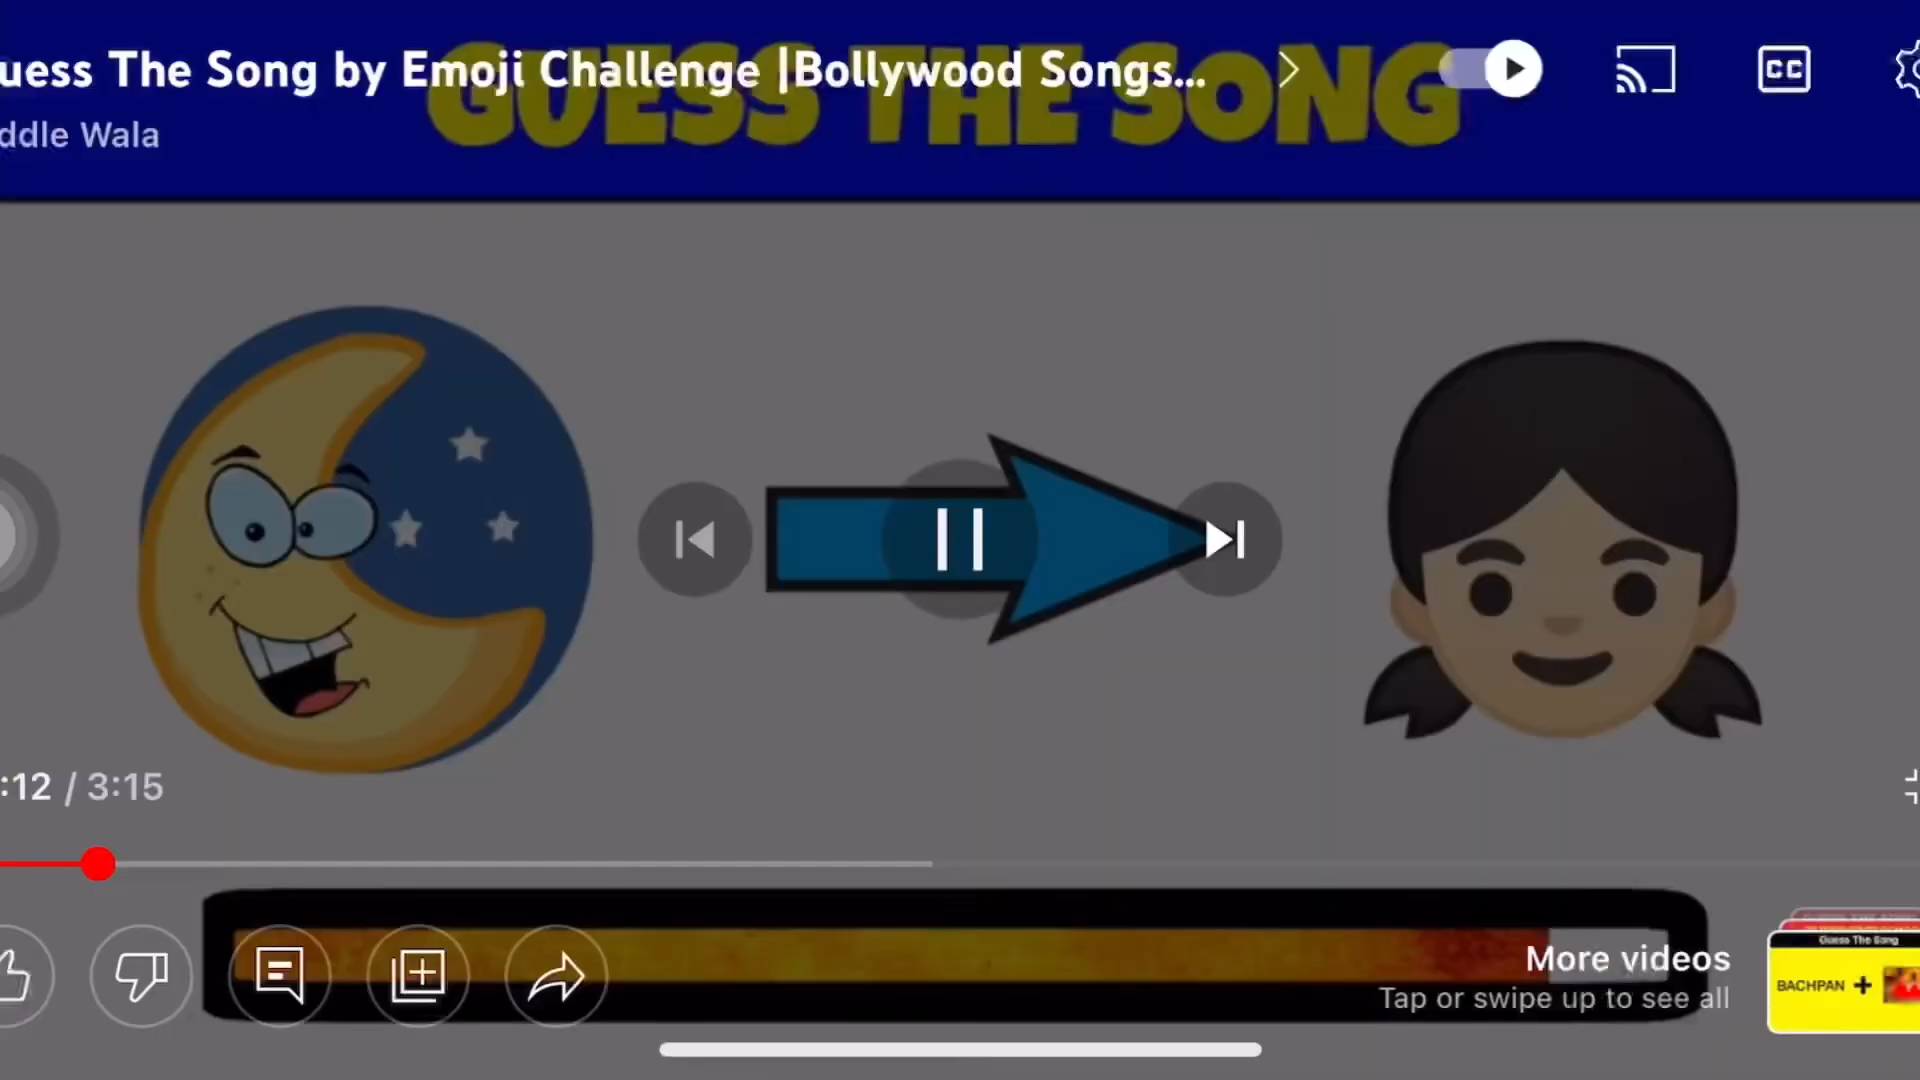 uess The Song by Emoji Challenge |Bollywood Songs...
GUESS THE SONG
CC
ddle Wala
:12 / 3:15
More videos
Tap or swipe up to see all
Guess The Song
BACHPAN +